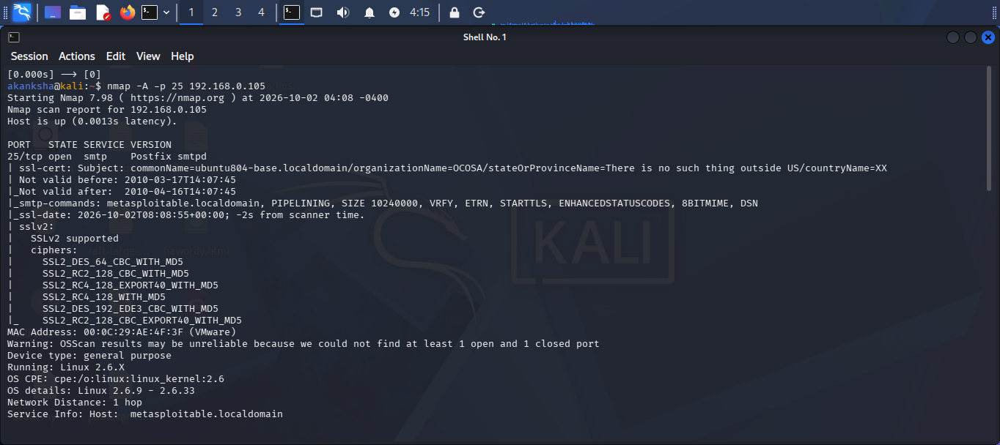 1 2 3 4 4:15
Shell No. 1
Session Actions Edit View Help
[0.000s] ──> [0]
akanksha@kali:~$ nmap -A -p 25 192.168.0.105
Starting Nmap 7.98 ( https://nmap.org ) at 2026-10-02 04:08 -0400
Nmap scan report for 192.168.0.105
Host is up (0.0013s latency).
PORT   STATE SERVICE VERSION
25/tcp open  smtp    Postfix smtpd
| ssl-cert: Subject: commonName=ubuntu804-base.localdomain/organizationName=OCOSA/stateOrProvinceName=There is no such thing outside US/countryName=XX
| Not valid before: 2010-03-17T14:07:45
|_Not valid after:  2010-04-16T14:07:45
|_smtp-commands: metasploitable.localdomain, PIPELINING, SIZE 10240000, VRFY, ETRN, STARTTLS, ENHANCEDSTATUSCODES, 8BITMIME, DSN
|_ssl-date: 2026-10-02T08:08:55+00:00; -2s from scanner time.
| sslv2:
|   SSLv2 supported
|   ciphers:
|     SSL2_DES_64_CBC_WITH_MD5
|     SSL2_RC2_128_CBC_WITH_MD5
|     SSL2_RC4_128_EXPORT40_WITH_MD5
|     SSL2_RC4_128_WITH_MD5
|     SSL2_DES_192_EDE3_CBC_WITH_MD5
|_    SSL2_RC2_128_CBC_EXPORT40_WITH_MD5
MAC Address: 00:0C:29:AE:4F:3F (VMware)
Warning: OSScan results may be unreliable because we could not find at least 1 open and 1 closed port
Device type: general purpose
Running: Linux 2.6.X
OS CPE: cpe:/o:linux:linux_kernel:2.6
OS details: Linux 2.6.9 - 2.6.33
Network Distance: 1 hop
Service Info: Host:  metasploitable.localdomain
KALI